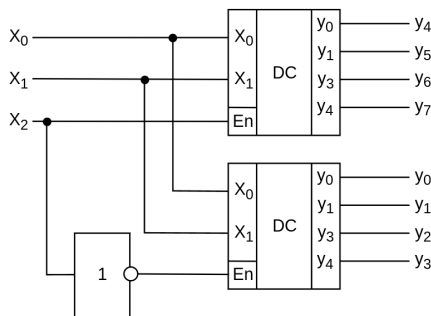 X₀ X₀ y₀ y₄
y₁ y₅
X₁ X₁ DC y₃ y₆
y₄ y₇
X₂ En
X₀ y₀ y₀
y₁ y₁
X₁ DC y₃ y₂
y₄ y₃
1 En